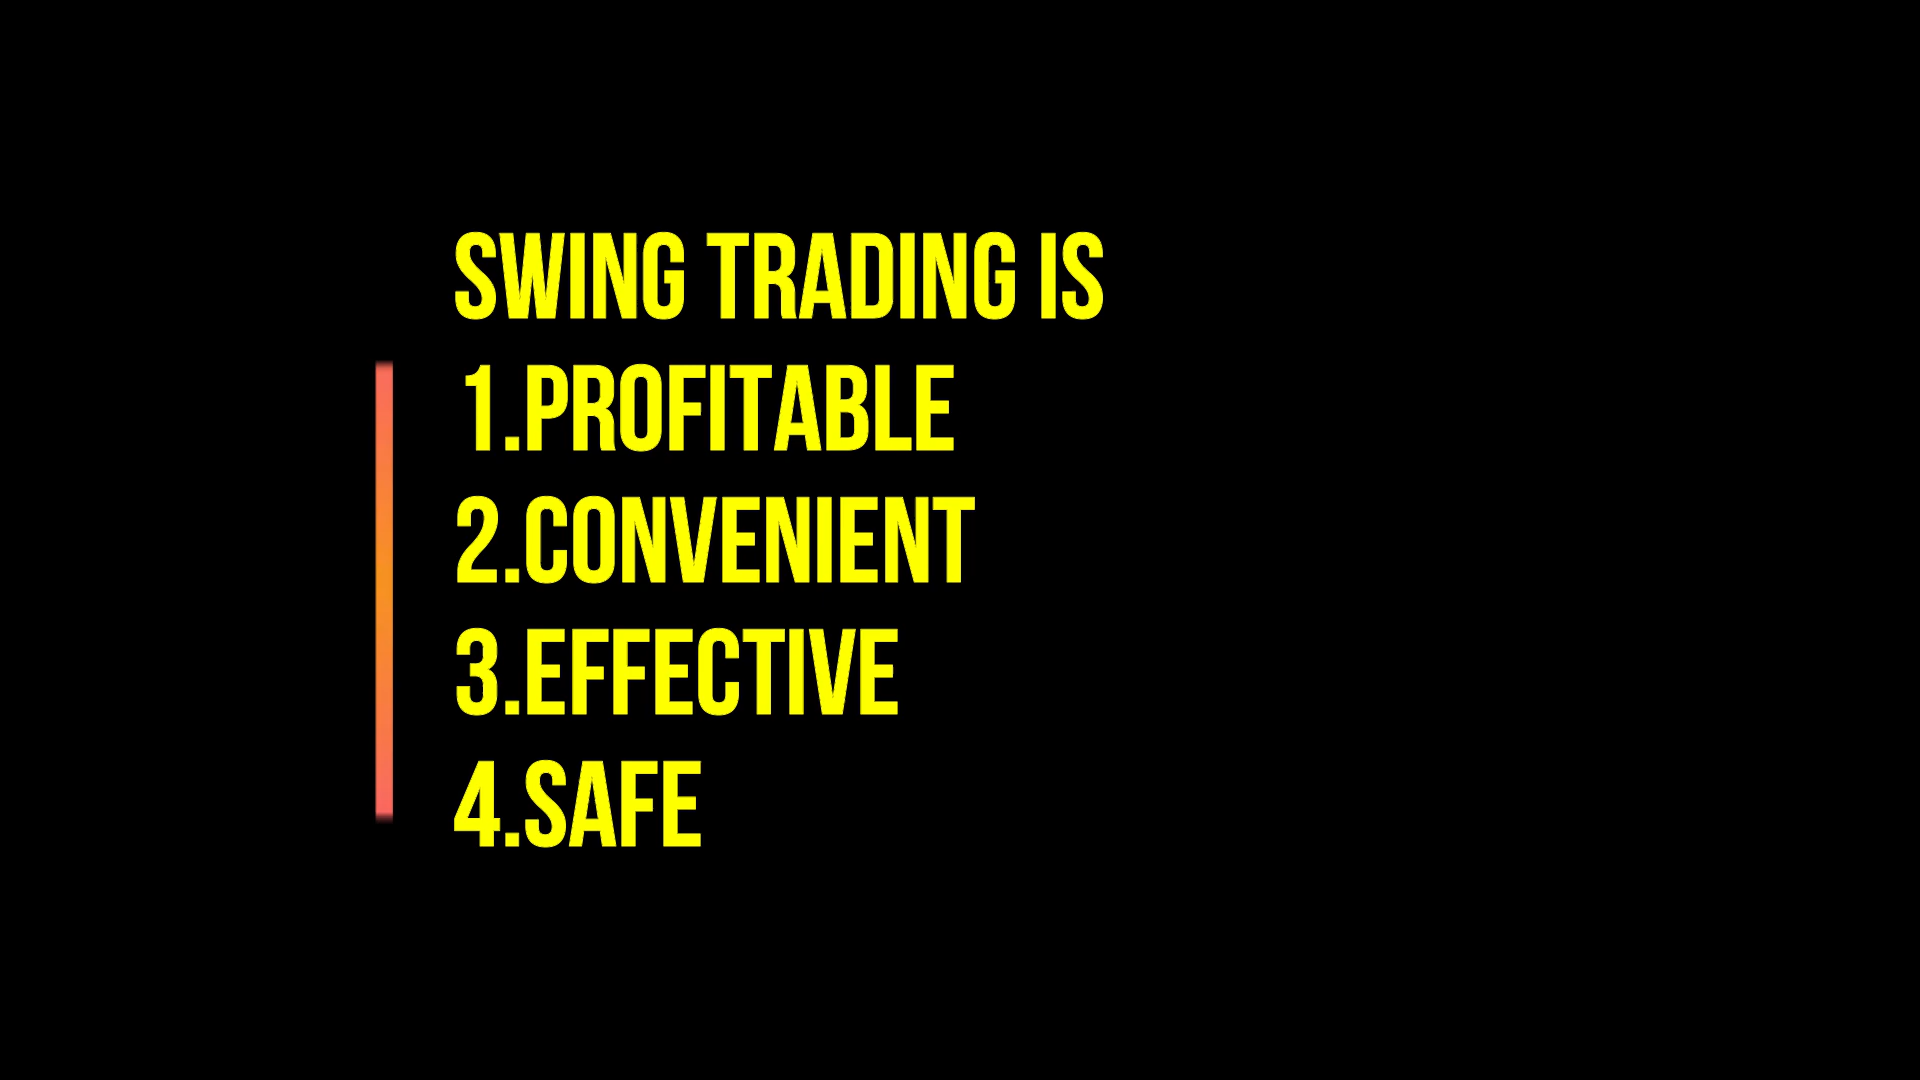 SWING TRADING IS
1.PROFITABLE
2.CONVENIENT
3.EFFECTIVE
4.SAFE